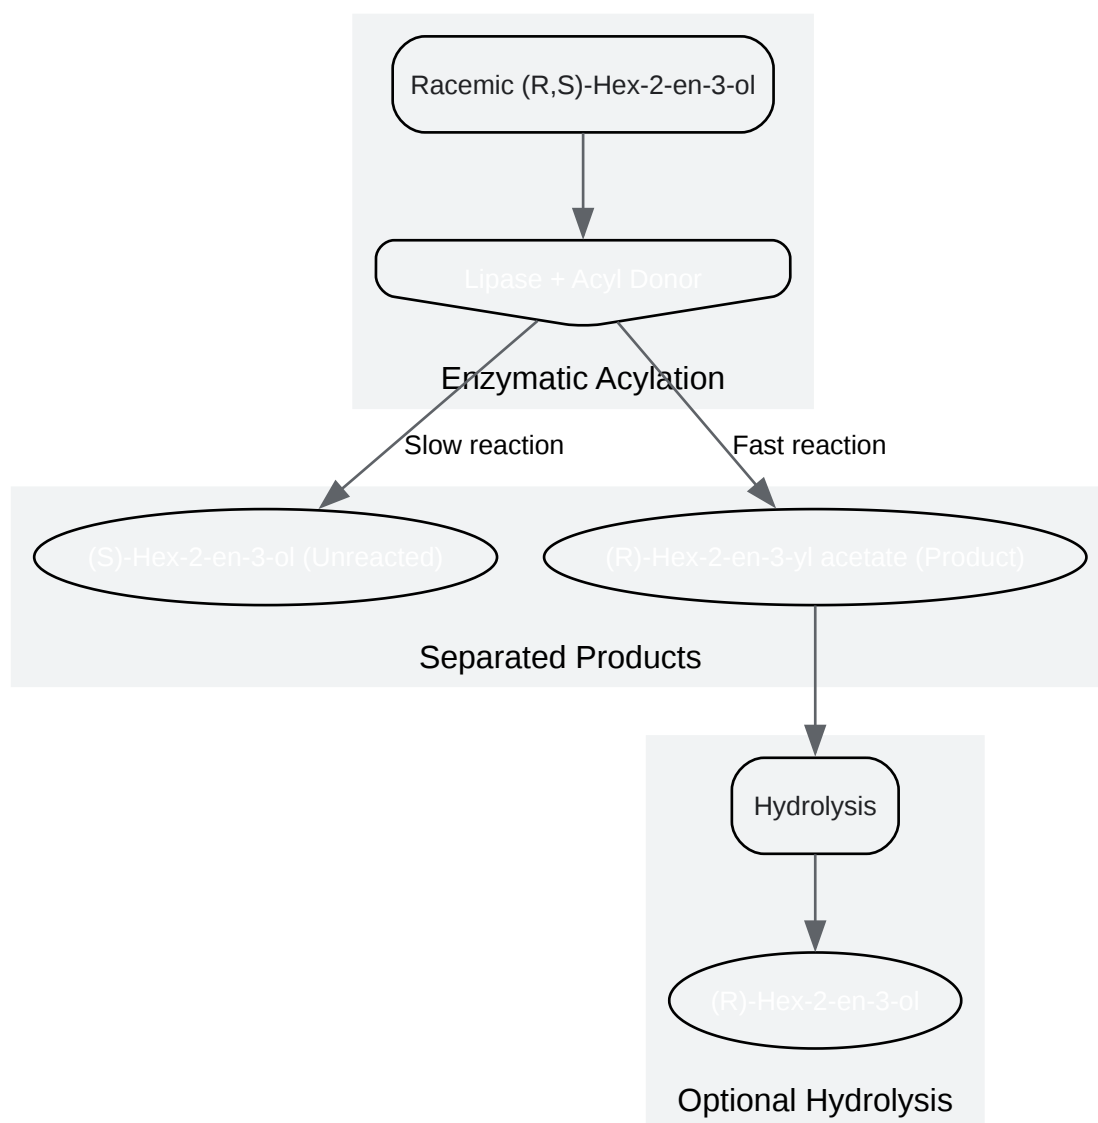 Racemic (R,S)-Hex-2-en-3-ol
Lipase + Acyl Donor
Enzymatic Acylation
Slow reaction
Fast reaction
(S)-Hex-2-en-3-ol (Unreacted)
(R)-Hex-2-en-3-yl acetate (Product)
Separated Products
Hydrolysis
(R)-Hex-2-en-3-ol
Optional Hydrolysis